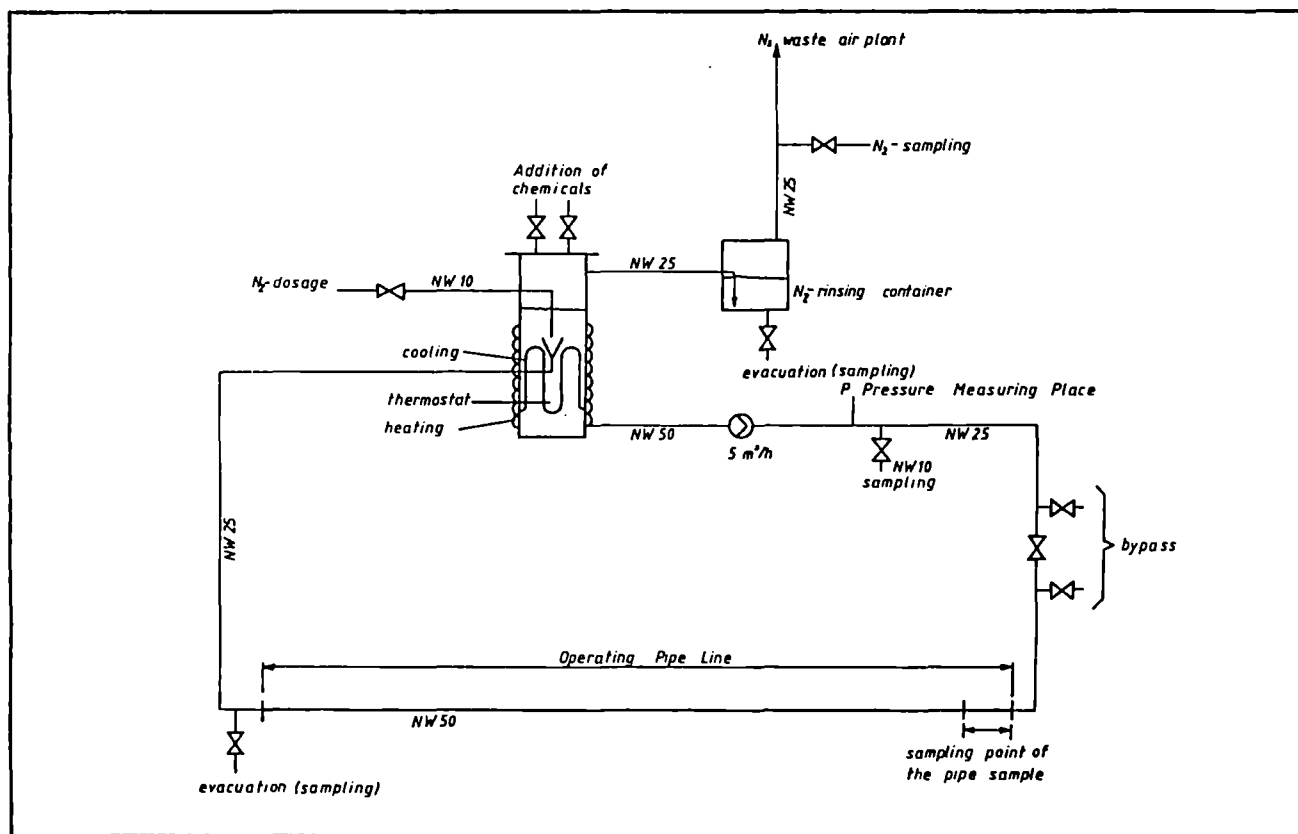 N₂ waste air plant
N₂-sampling
NW 25
Addition of
chemicals
NW 25
N₂-dosage
NW 10
N₂-rinsing container
cooling
evacuation (sampling)
P Pressure Measuring Place
thermostat
heating
NW 50
5 m³/h
NW 25
NW10
sampling
NW 25
bypass
Operating Pipe Line
NW 50
sampling point of
the pipe sample
evacuation (sampling)